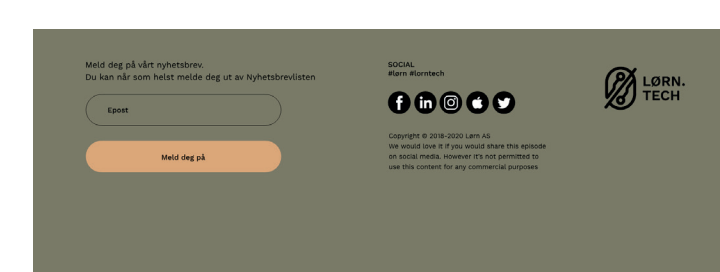 Meld deg på vårt nyhetsbrev.
Du kan når som helst melde deg ut av Nyhetsbrevlisten
Epost
Meld deg på
SOCIAL
#lørn #lorntech
Copyright © 2018-2020 Lørn AS
We would love it if you would share this episode
on social media. However it's not permitted to
use this content for any commercial purposes
LØRN.
TECH